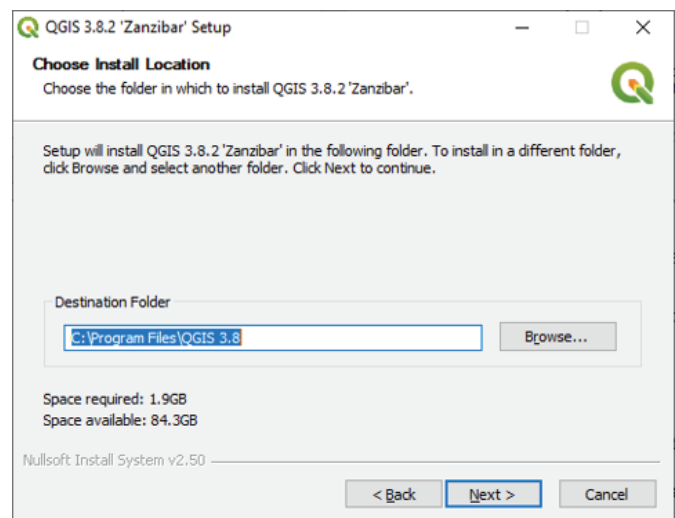 QGIS 3.8.2 'Zanzibar' Setup
Choose Install Location
Choose the folder in which to install QGIS 3.8.2 'Zanzibar'.
Setup will install QGIS 3.8.2 'Zanzibar' in the following folder. To install in a different folder,
click Browse and select another folder. Click Next to continue.
Destination Folder
C:\Program Files\QGIS 3.8
Browse...
Space required: 1.9GB
Space available: 84.3GB
Nullsoft Install System v2.50
< Back
Next >
Cancel